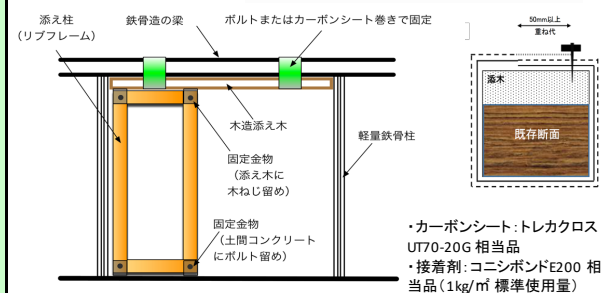 添え柱
（リブフレーム）
鉄骨造の梁
ボルトまたはカーボンシート巻きで固定
木造添え木
固定金物
（添え木に
木ねじ留め）
軽量鉄骨柱
固定金物
（土間コンクリート
にボルト留め）
50mm以上
重ね代
添木
既存断面
・カーボンシート：トレカクロス
UT70-20G 相当品
・接着剤：コニシボンドE200 相
当品（1kg/㎡ 標準使用量）